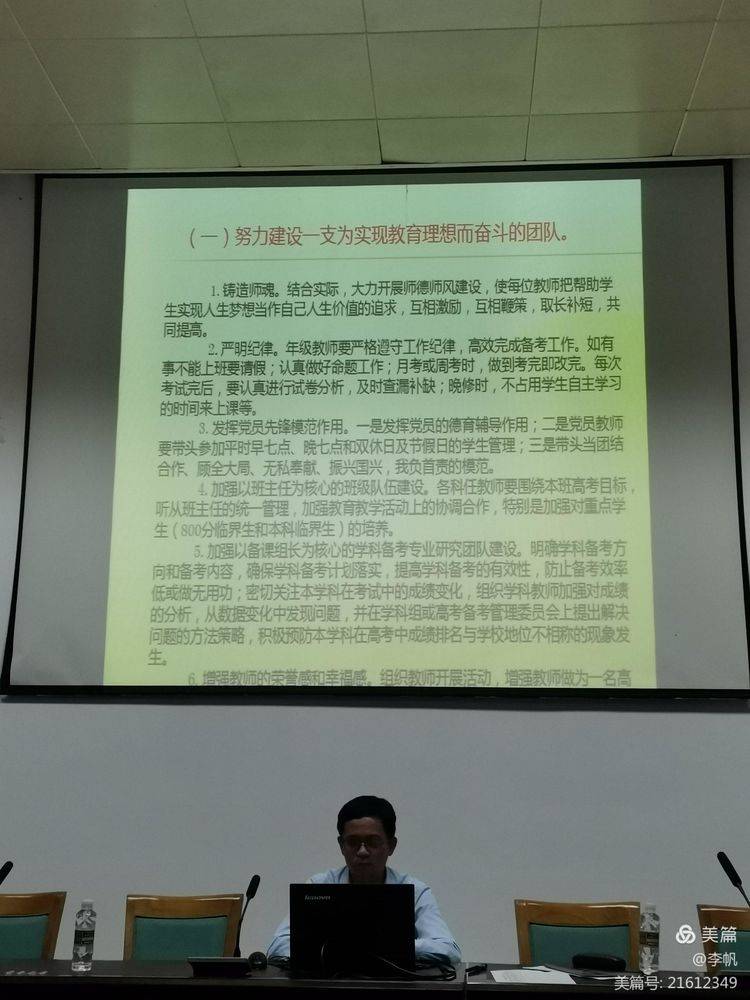 （一）努力建设一支为实现教育理想而奋斗的团队。
1. 铸造师魂。结合实际，大力开展师德师风建设，使每位教师把帮助学
生实现人生梦想当作自己人生价值的追求，互相激励，互相鞭策，取长补短，共
同提高。
2. 严明纪律。年级教师要严格遵守工作纪律，高效完成备考工作。如有
事不能上班要请假；认真做好命题工作；月考或周考时，做到考完即改完。每次
考试完后，要认真进行试卷分析，及时查漏补缺；晚修时，不占用学生自主学习
的时间来上课等。
3. 发挥党员先锋模范作用。一是发挥党员的德育辅导作用；二是党员教师
要带头参加平时早七点、晚七点和双休日及节假日的学生管理；三是带头当团结
合作、顾全大局、无私奉献、振兴国兴，我负首责的模范。
4. 加强以班主任为核心的班级队伍建设。各科任教师要围绕本班高考目标，
听从班主任的统一管理，加强教育教学活动上的协调合作，特别是加强对重点学
生（800分临界生和本科临界生）的培养。
5. 加强以备课组长为核心的学科备考专业研究团队建设。明确学科备考方
向和备考内容，确保学科备考计划落实，提高学科备考的有效性，防止备考效率
低或做无用功；密切关注本学科在考试中的成绩变化，组织学科教师加强对成绩
的分析，从数据变化中发现问题，并在学科组或高考备考管理委员会上提出解决
问题的方法策略，积极预防本学科在高考中成绩排名与学校地位不相称的现象发
生。
6. 增强教师的荣誉感和幸福感。组织教师开展活动，增强教师做为一名高
lenovo
美篇
@李帆
美篇号: 21612349